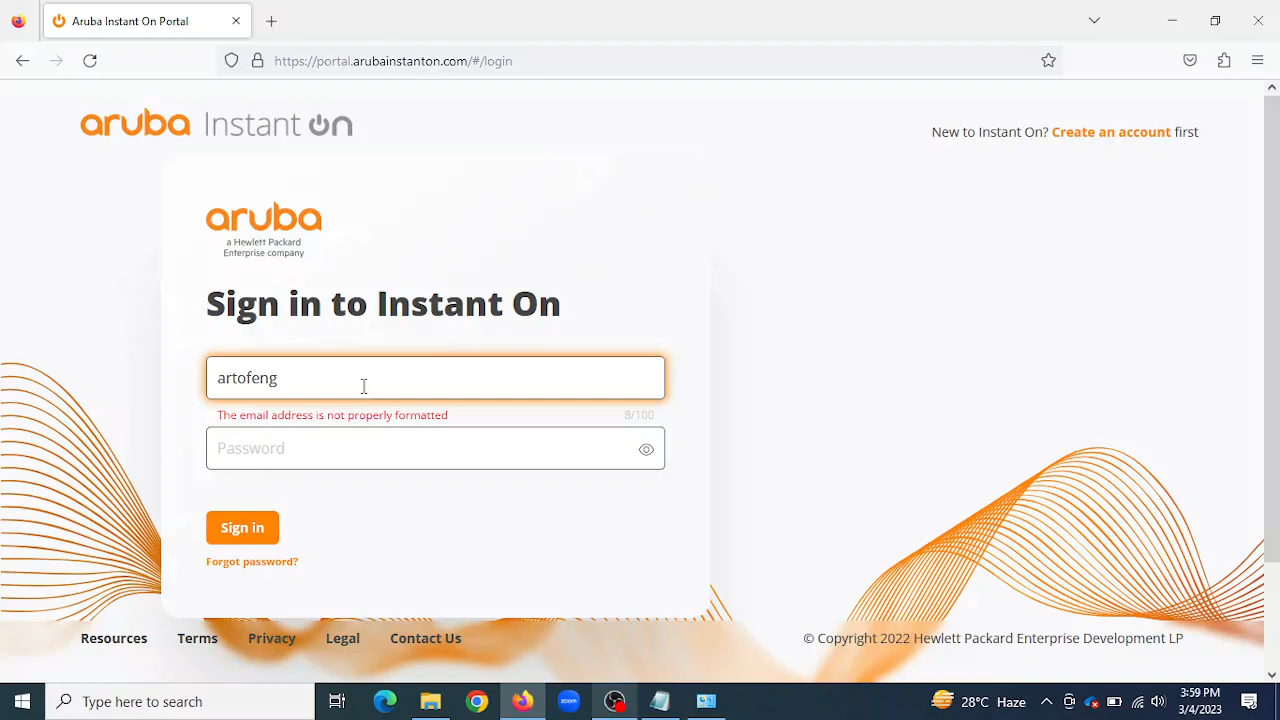 Aruba Instant On Portal
https://portal.arubainstanton.com/#/login
aruba Instant On
New to Instant On? Create an account first
aruba
a Hewlett Packard
Enterprise company
Sign in to Instant On
artofeng
The email address is not properly formatted
8/100
Password
Sign in
Forgot password?
Resources
Terms
Privacy
Legal
Contact Us
© Copyright 2022 Hewlett Packard Enterprise Development LP
Type here to search
zoom
28°C Haze
3:59 PM
3/4/2023